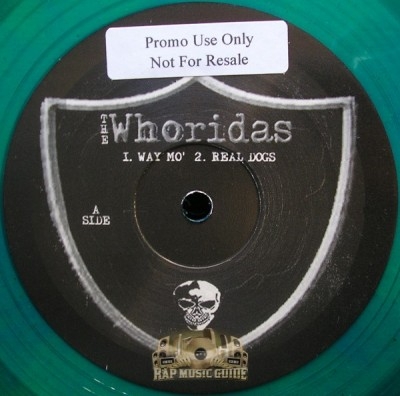 Promo Use Only
Not For Resale
THE Whoridas
1. WAY MO' 2. REAL DOGS
A
SIDE
RAP MUSIC GUIDE